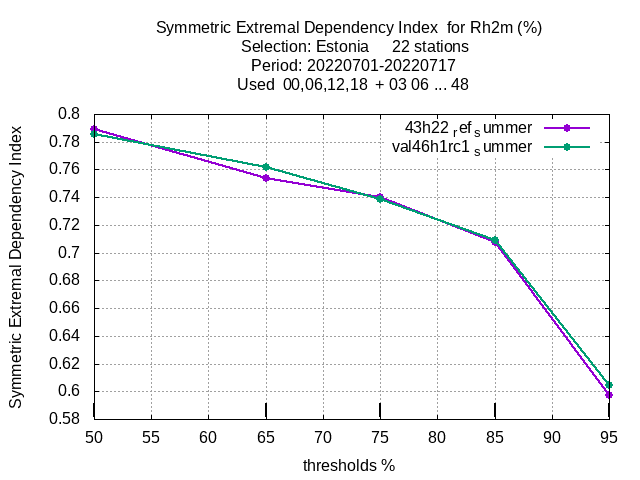 Symmetric Extremal Dependency Index  for Rh2m (%)
Selection: Estonia     22 stations
Period: 20220701-20220717
Used  00,06,12,18  + 03 06 ... 48
43h22 refsummer
val46h1rc1 summer
Symmetric Extremal Dependency Index
0.8
0.78
0.76
0.74
0.72
0.7
0.68
0.66
0.64
0.62
0.6
0.58
50 55 60 65 70 75 80 85 90 95
thresholds %